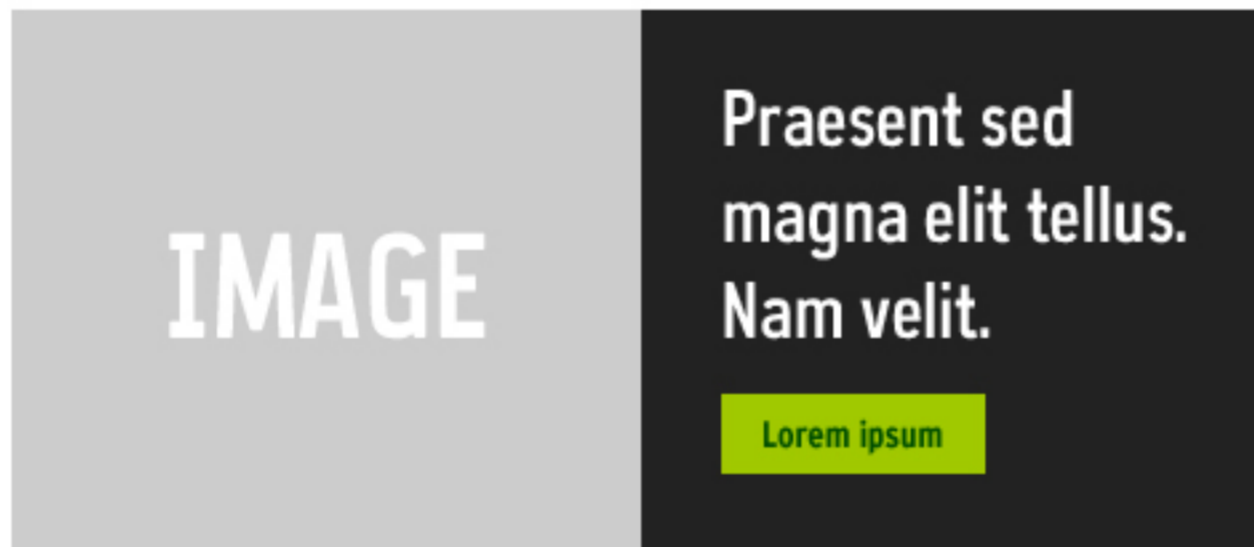 IMAGE
Praesent sed
magna elit tellus.
Nam velit.
Lorem ipsum